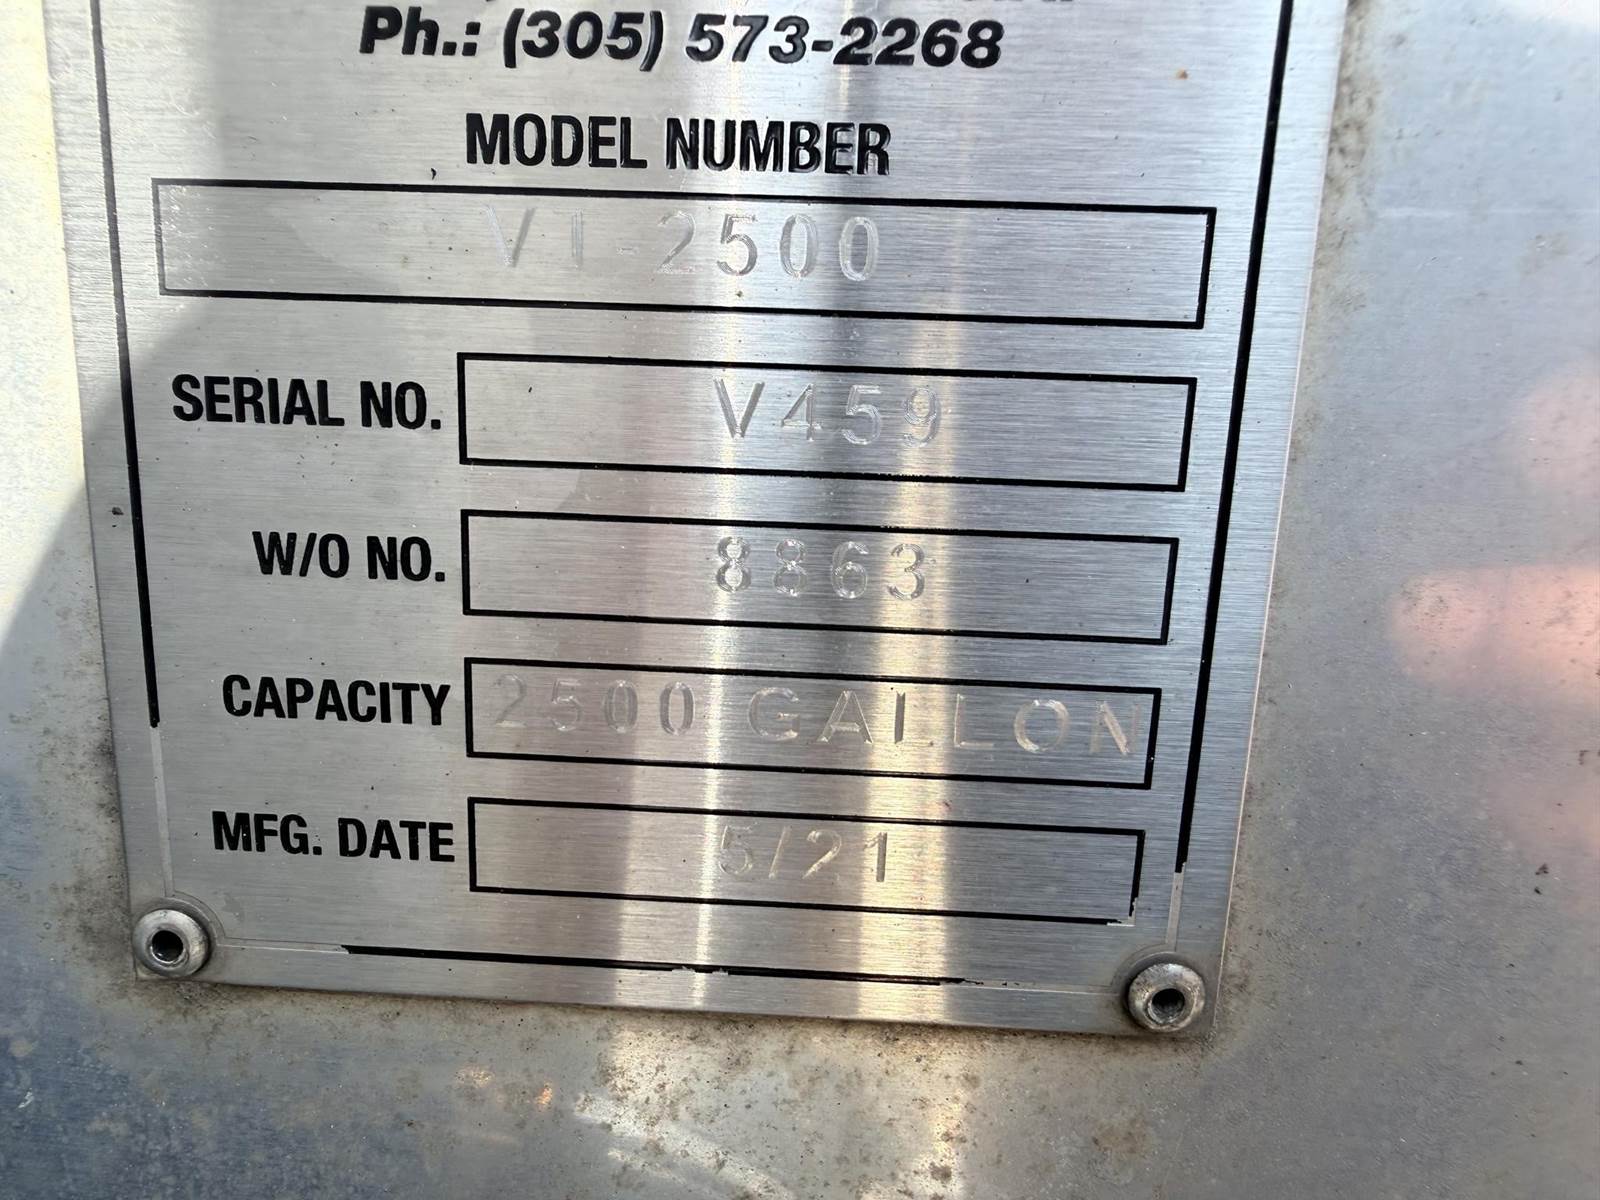 Ph.: (305) 573-2268
MODEL NUMBER
VT-2500
SERIAL NO. V459
W/O NO. 8863
CAPACITY 2500 GALLON
MFG. DATE 5/21